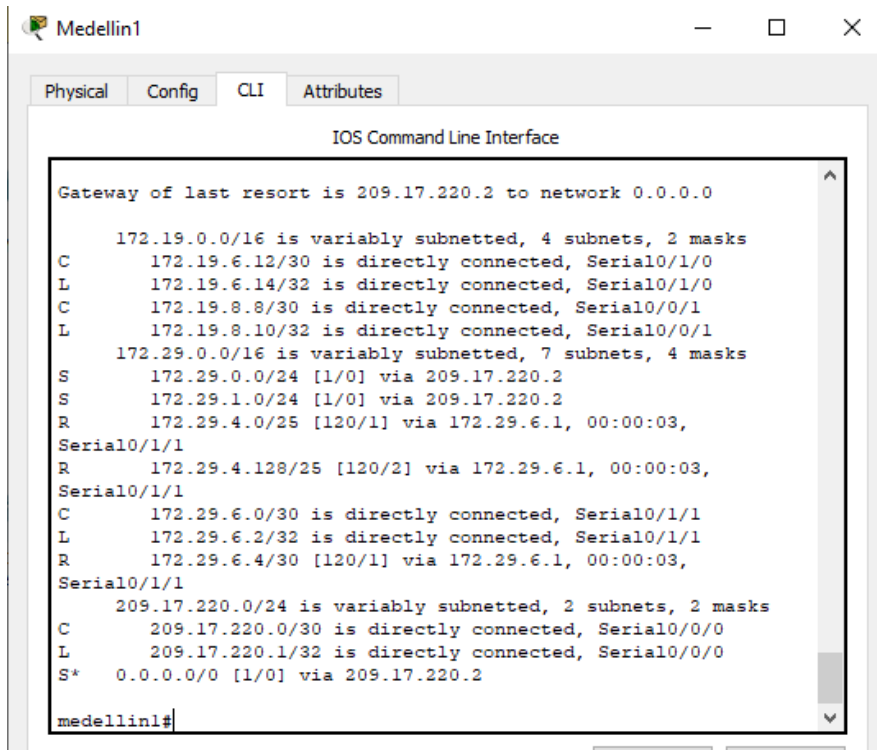 Medellin1
Physical Config CLI Attributes
IOS Command Line Interface
Gateway of last resort is 209.17.220.2 to network 0.0.0.0
172.19.0.0/16 is variably subnetted, 4 subnets, 2 masks
C 172.19.6.12/30 is directly connected, Serial0/1/0
L 172.19.6.14/32 is directly connected, Serial0/1/0
C 172.19.8.8/30 is directly connected, Serial0/0/1
L 172.19.8.10/32 is directly connected, Serial0/0/1
172.29.0.0/16 is variably subnetted, 7 subnets, 4 masks
S 172.29.0.0/24 [1/0] via 209.17.220.2
S 172.29.1.0/24 [1/0] via 209.17.220.2
R 172.29.4.0/25 [120/1] via 172.29.6.1, 00:00:03,
Serial0/1/1
R 172.29.4.128/25 [120/2] via 172.29.6.1, 00:00:03,
Serial0/1/1
C 172.29.6.0/30 is directly connected, Serial0/1/1
L 172.29.6.2/32 is directly connected, Serial0/1/1
R 172.29.6.4/30 [120/1] via 172.29.6.1, 00:00:03,
Serial0/1/1
209.17.220.0/24 is variably subnetted, 2 subnets, 2 masks
C 209.17.220.0/30 is directly connected, Serial0/0/0
L 209.17.220.1/32 is directly connected, Serial0/0/0
S* 0.0.0.0/0 [1/0] via 209.17.220.2
medellin1#